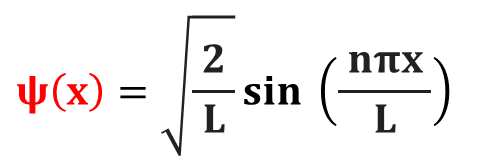 ψ(x) = √(2/L) sin (nπx/L)